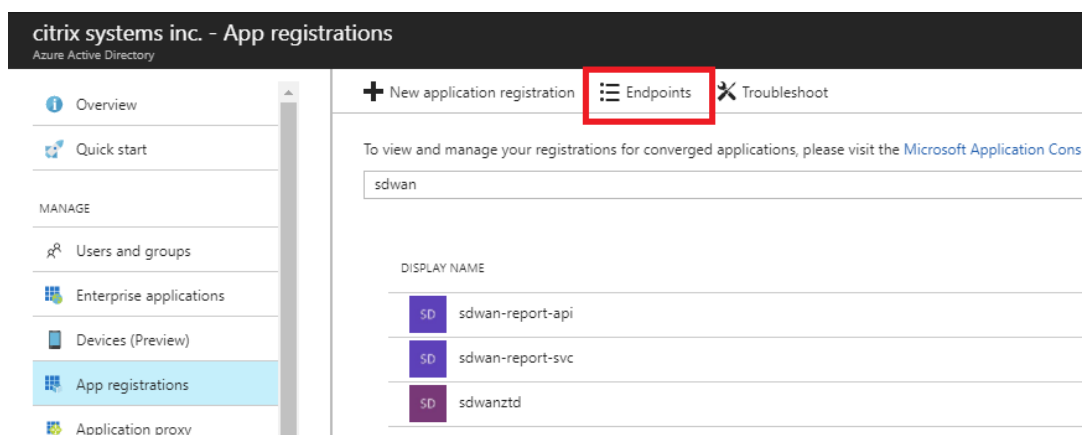 citrix systems inc. - App registrations
Azure Active Directory
Overview
Quick start
MANAGE
Users and groups
Enterprise applications
Devices (Preview)
App registrations
Application proxy
New application registration Endpoints Troubleshoot
To view and manage your registrations for converged applications, please visit the Microsoft Application Cons
sdwan
DISPLAY NAME
SD sdwan-report-api
SD sdwan-report-svc
SD sdwanztd